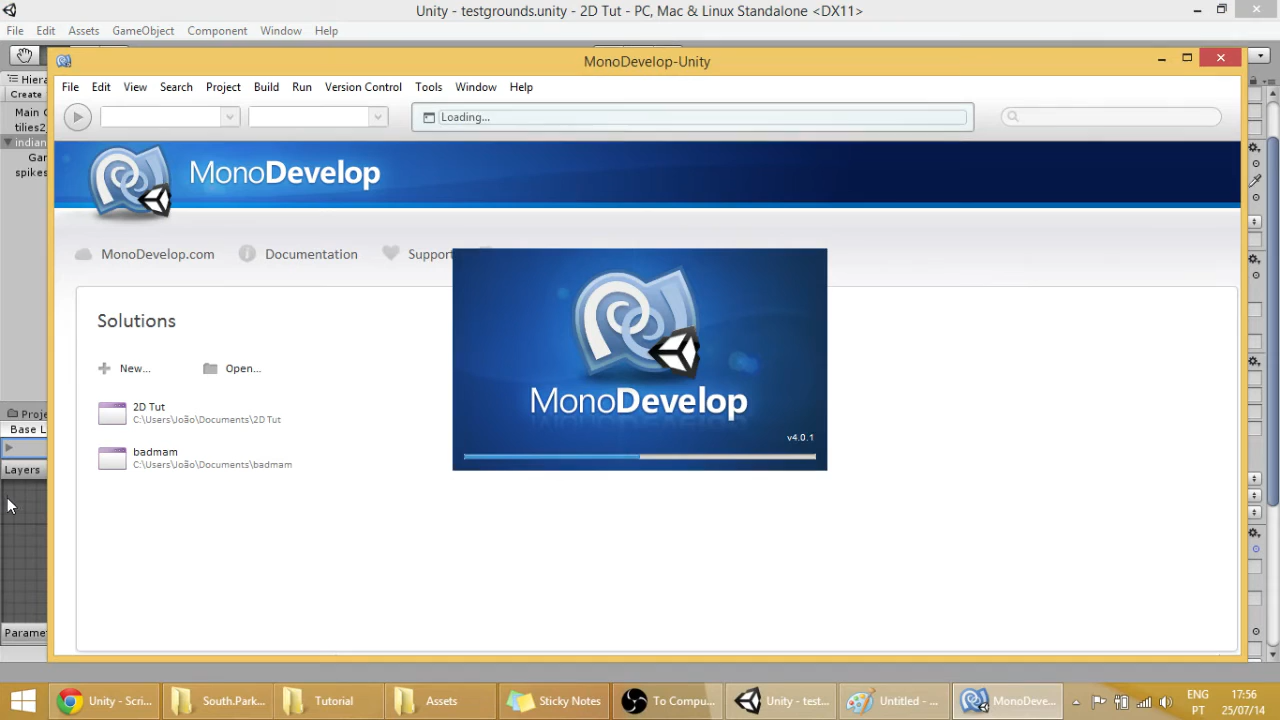 Unity - testgrounds.unity - 2D Tut - PC, Mac & Linux Standalone <DX11>
File Edit Assets GameObject Component Window Help
MonoDevelop-Unity
File Edit View Search Project Build Run Version Control Tools Window Help
Loading...
Create
Main
tilies2
indian
spikes
MonoDevelop
MonoDevelop.com Documentation Support
Solutions
New... Open...
2D Tut
C:\Users\João\Documents\2D Tut
badmam
C:\Users\João\Documents\badmam
MonoDevelop
v4.0.1
Base L
Layers
Unity - Scri... South.Park... Tutorial Assets Sticky Notes To Compu... Unity - test... Untitled - ... MonoDeve...
ENG
PT
17:56
25/07/14